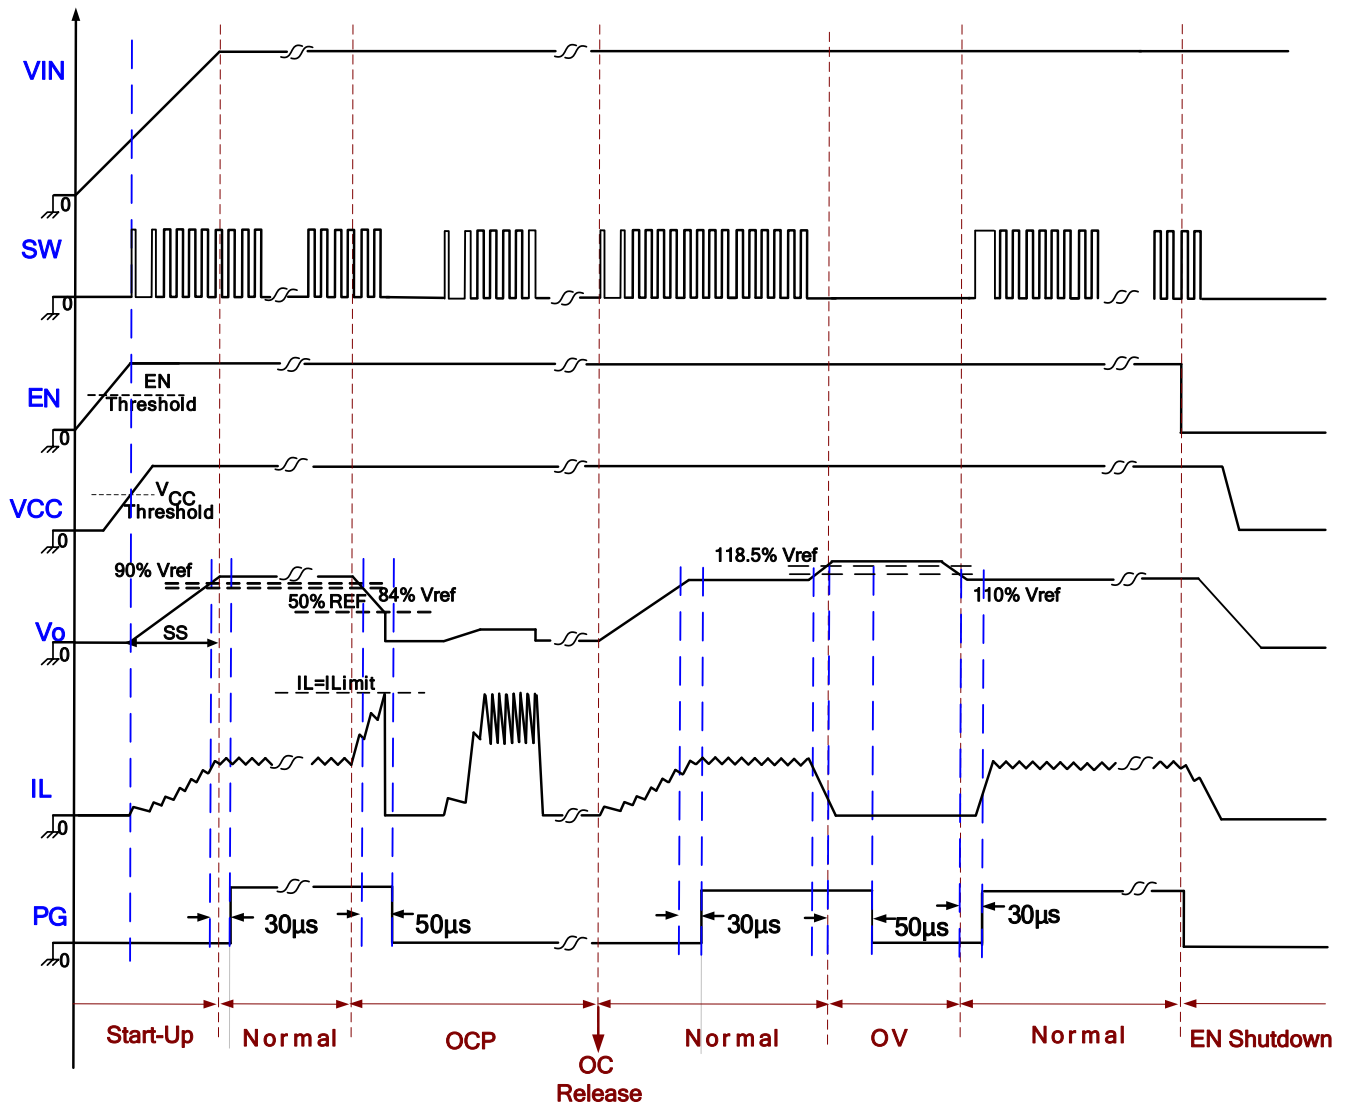 VIN
0
SW
0
EN
Threshold
EN
0
V
CC
Threshold
VCC
0
90% Vref
118.5% Vref
50% REF
84% Vref
110% Vref
SS
Vo
0
IL=ILimit
IL
0
PG
30µs
50µs
30µs
50µs
30µs
0
Start-Up
Normal
OCP
OC
Release
Normal
OV
Normal
EN Shutdown